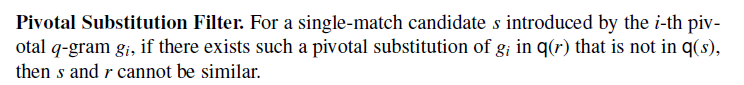 Pivotal Substitution Filter. For a single-match candidate s introduced by the i-th piv-
otal q-gram gᵢ, if there exists such a pivotal substitution of gᵢ in q(r) that is not in q(s),
then s and r cannot be similar.